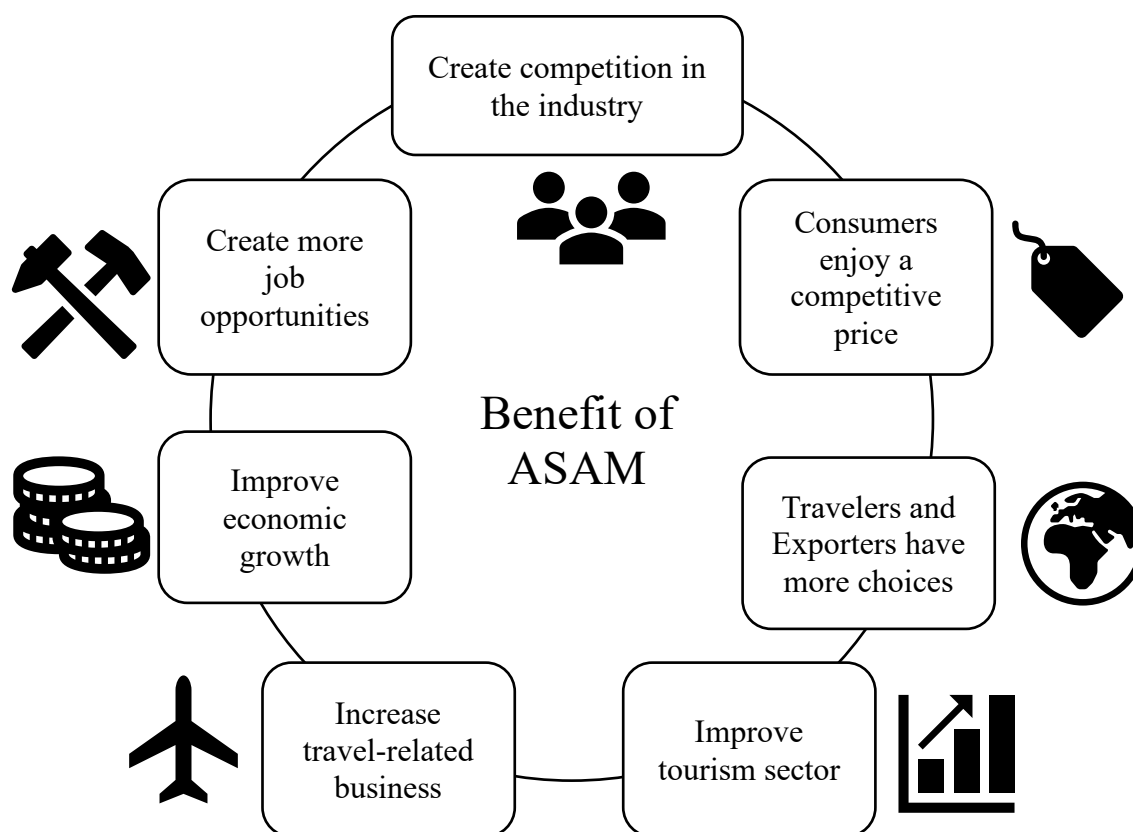 Create competition in
the industry
Consumers
enjoy a
competitive
price
Travelers and
Exporters have
more choices
Improve
tourism sector
Increase
travel-related
business
Improve
economic
growth
Create more
job
opportunities
Benefit of
ASAM